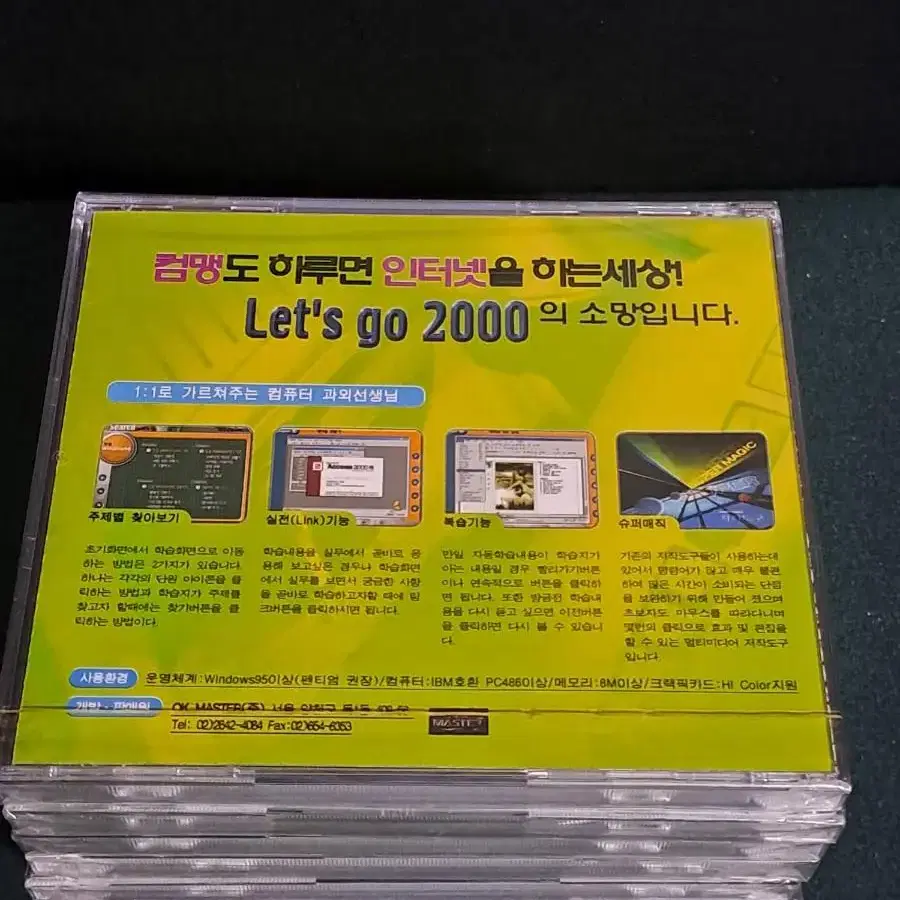 컴맹도 하루면 인터넷을 하는세상!
Let's go 2000의 소망입니다.
1:1로 가르쳐주는 컴퓨터 과외선생님
Search
Access 2000
SUPER MAGIC
주제별 찾아보기
실전(Link)기능
복습기능
슈퍼매직
초기화면에서 학습화면으로 이동
하는 방법은 2가지가 있습니다.
하나는 각각의 단원 아이콘을 클
릭하는 방법과 학습자가 주제를
찾고자 할때에는 찾기버튼을 클
릭하는 방법이다.
학습내용을 실무에서 곧바로 응
용해 보고싶은 경우나 학습화면
에서 실무를 보면서 궁금한 사항
을 곧바로 학습하고자할 때에 링
크버튼을 클릭하시면 됩니다.
만일 자동학습내용이 학습자가
아는 내용일 경우 빨리가기버튼
이나 연속적으로 버튼을 클릭하
면 됩니다. 또한 방금전 학습내
용을 다시 듣고 싶으면 이전버튼
을 클릭하면 다시 볼 수 있습니
다.
기존의 저작도구들이 사용하는데
있어서 명령어가 많고 매우 불편
하여 많은 시간이 소비되는 단점
을 보완하기 위해 만들어 졌으며
초보자도 마우스를 따라다니며
몇번의 클릭으로 효과 및 편집을
할 수 있는 멀티미디어 저작도구
입니다.
사용환경 운영체계:Windows95이상(펜티엄 권장)/컴퓨터:IBM호환 PC486이상/메모리:8M이상/그랙픽카드:HI Color지원
개발·판매원 OK MASTER(주) 서울 양천구
Tel: 02)2642-4084 Fax:02)654-6353
MASTER